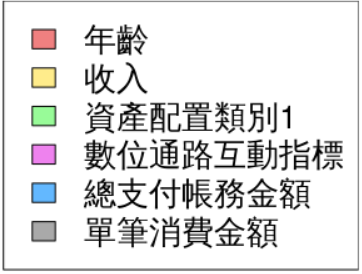 年齡
收入
資產配置類別1
數位通路互動指標
總支付帳務金額
單筆消費金額